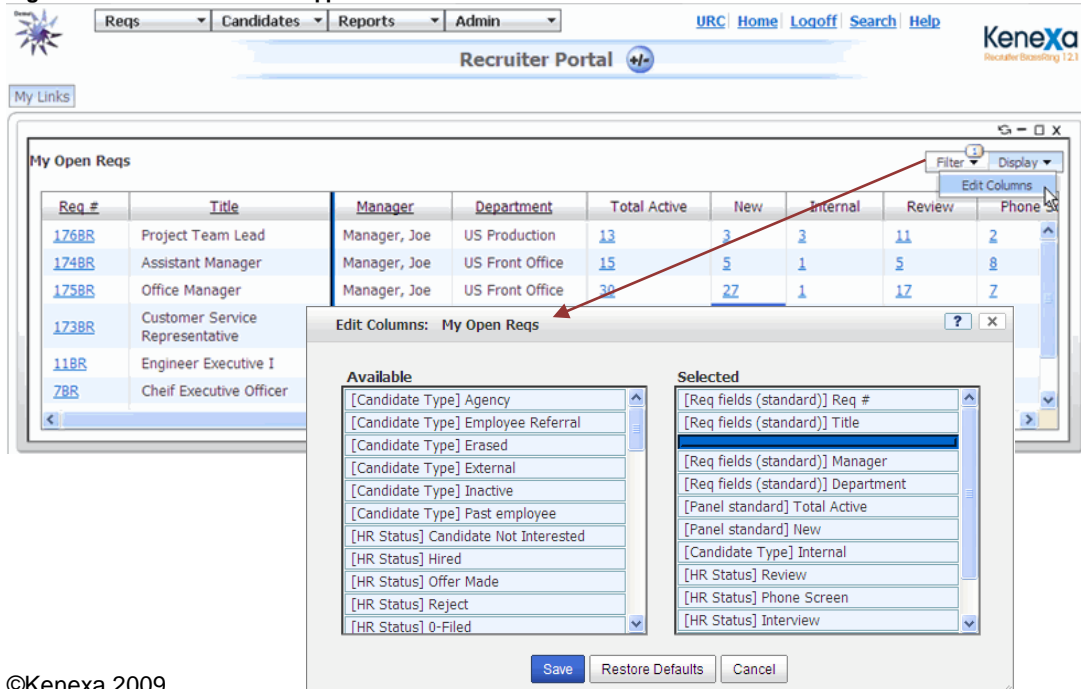 Demo
Reqs Candidates Reports Admin
URC Home Logoff Search Help
Kenexa
Recruiter BrassRing 12.1
Recruiter Portal +/-
My Links
My Open Reqs
1
Filter Display
Edit Columns
Req # Title Manager Department Total Active New Internal Review Phone
176BR Project Team Lead Manager, Joe US Production 13 3 3 11 2
174BR Assistant Manager Manager, Joe US Front Office 15 5 1 5 8
175BR Office Manager Manager, Joe US Front Office 30 27 1 17 7
173BR Customer Service
Representative
11BR Engineer Executive I
7BR Cheif Executive Officer
Edit Columns: My Open Reqs ? X
Available
[Candidate Type] Agency
[Candidate Type] Employee Referral
[Candidate Type] Erased
[Candidate Type] External
[Candidate Type] Inactive
[Candidate Type] Past employee
[HR Status] Candidate Not Interested
[HR Status] Hired
[HR Status] Offer Made
[HR Status] Reject
[HR Status] 0-Filed
Selected
[Req fields (standard)] Req #
[Req fields (standard)] Title
[Req fields (standard)] Manager
[Req fields (standard)] Department
[Panel standard] Total Active
[Panel standard] New
[Candidate Type] Internal
[HR Status] Review
[HR Status] Phone Screen
[HR Status] Interview
Save Restore Defaults Cancel
©Kenexa 2009